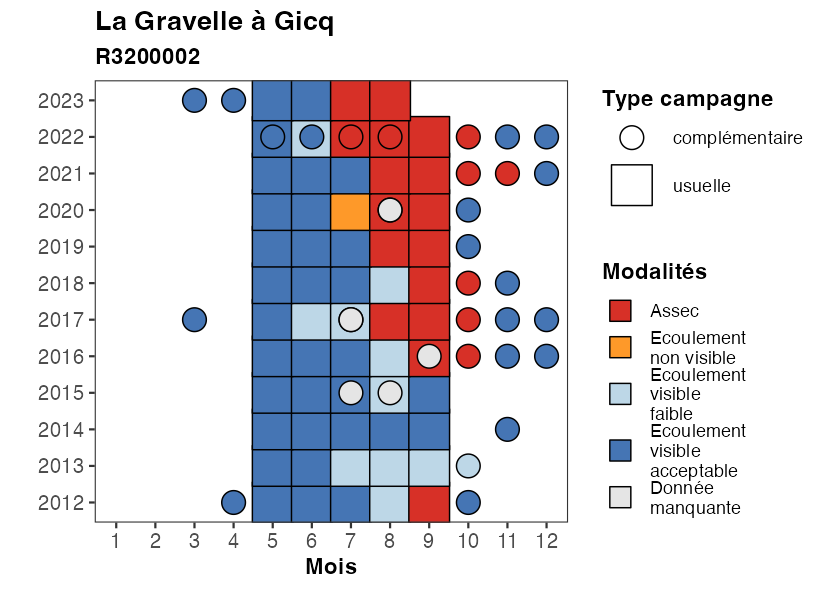 La Gravelle à Gicq
R3200002
2023
2022
2021
2020
2019
2018
2017
2016
2015
2014
2013
2012
1 2 3 4 5 6 7 8 9 10 11 12
Mois
Type campagne
complémentaire
usuelle
Modalités
Assec
Ecoulement
non visible
Ecoulement
visible
faible
Ecoulement
visible
acceptable
Donnée
manquante